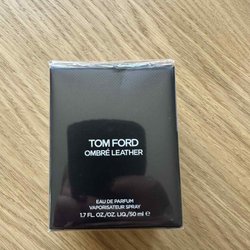 TOM FORD
OMBRÉ LEATHER
EAU DE PARFUM
VAPORISATEUR SPRAY
1.7 FL. OZ./OZ. LIQ./50 ml ℮